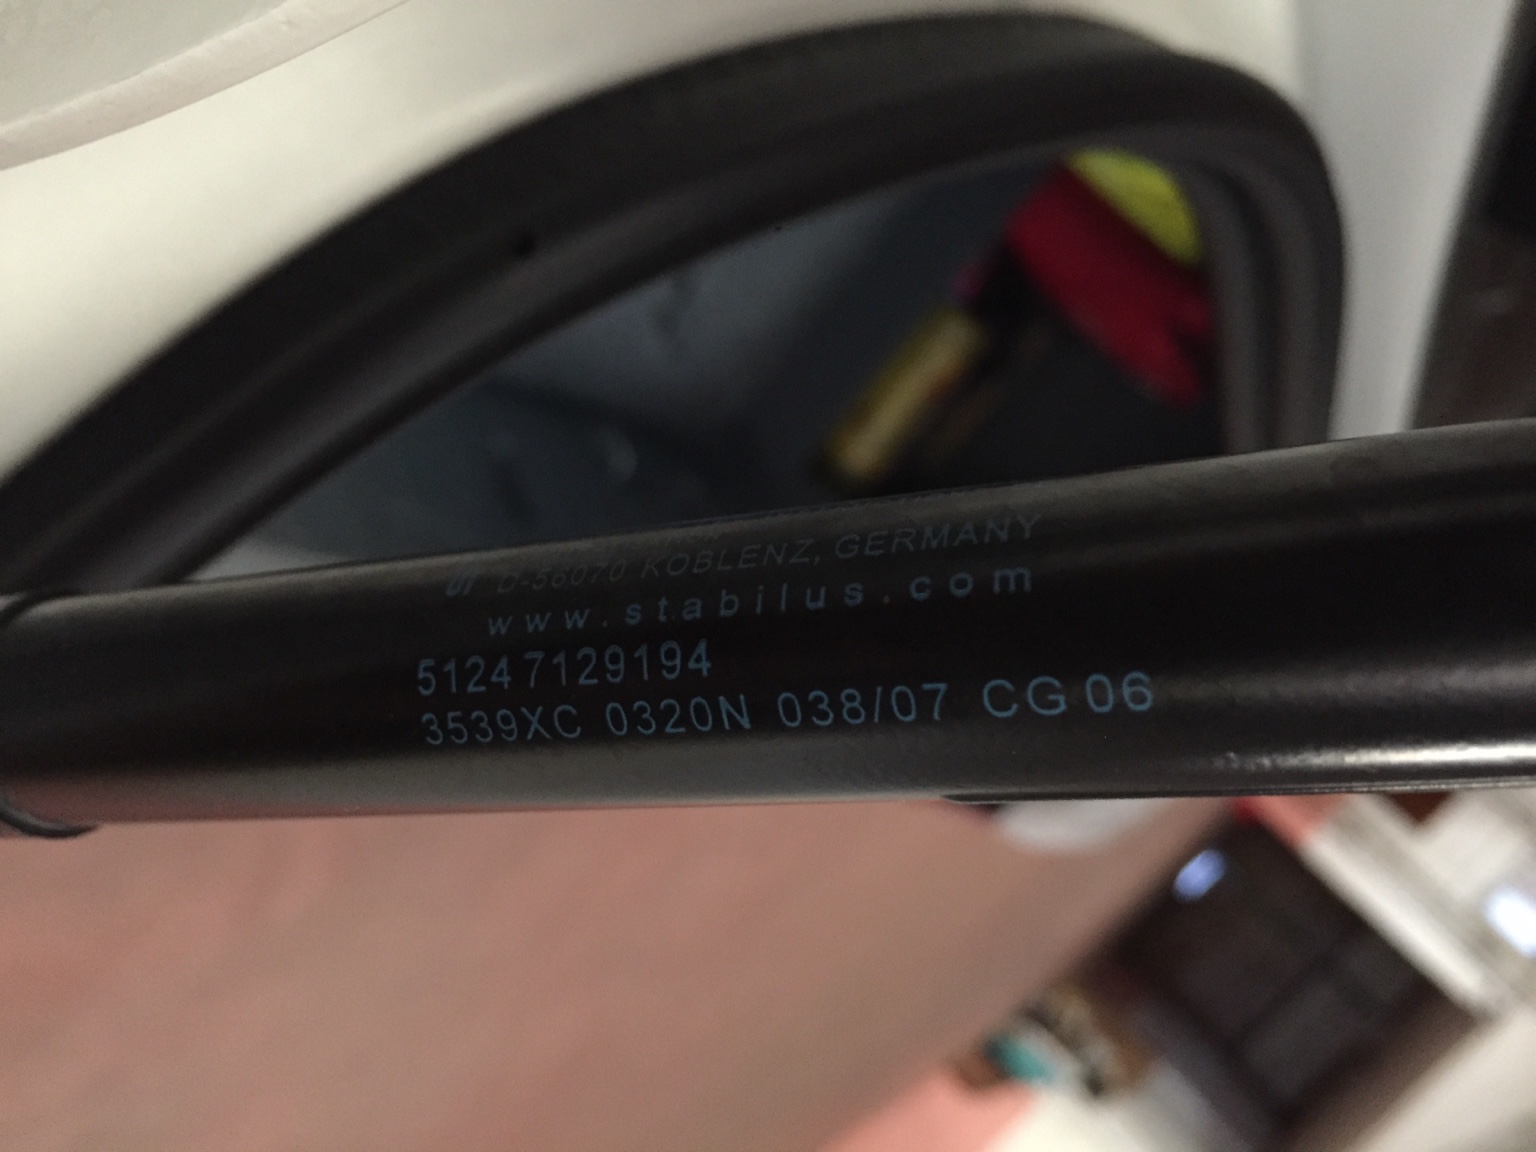 D-56070 KOBLENZ, GERMANY
www.stabilus.com
51247129194
3539XC 0320N 038/07 CG 06